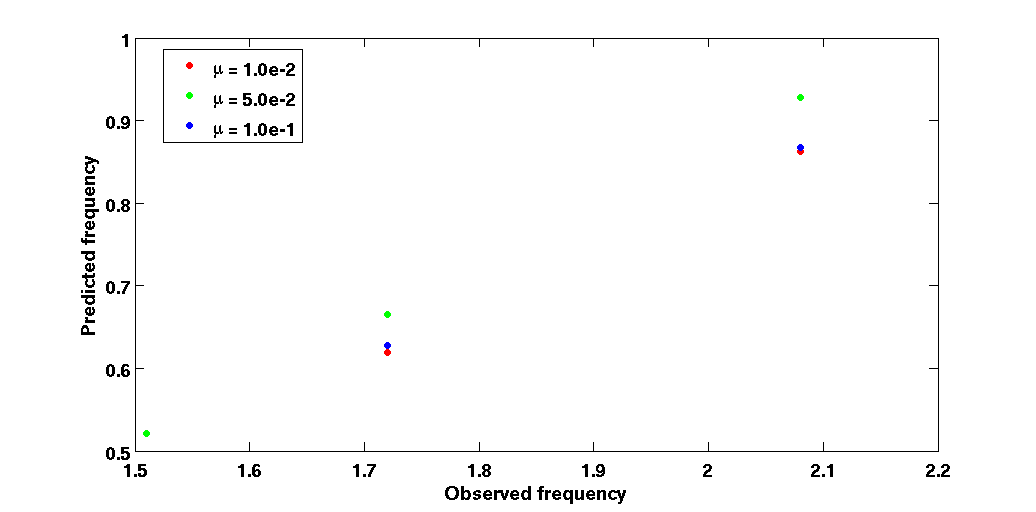 1
0.9
0.8
0.7
0.6
0.5
Predicted frequency
μ = 1.0e-2
μ = 5.0e-2
μ = 1.0e-1
1.5 1.6 1.7 1.8 1.9 2 2.1 2.2
Observed frequency